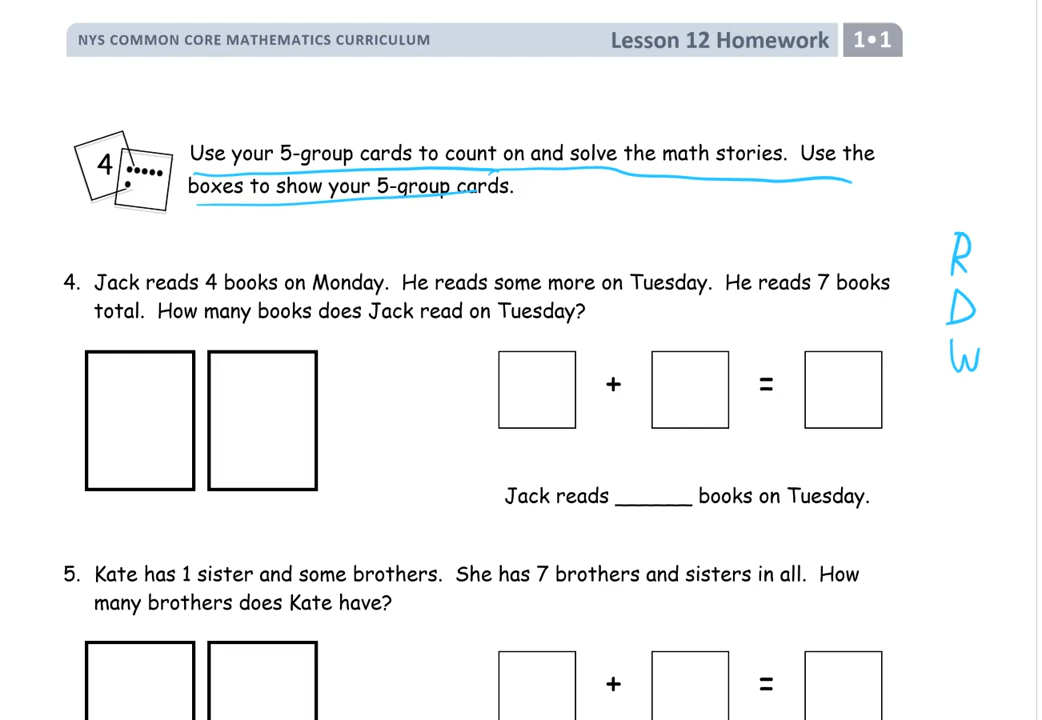 NYS COMMON CORE MATHEMATICS CURRICULUM Lesson 12 Homework 1•1
4
Use your 5-group cards to count on and solve the math stories. Use the
boxes to show your 5-group cards.
R
D
W
4. Jack reads 4 books on Monday. He reads some more on Tuesday. He reads 7 books
total. How many books does Jack read on Tuesday?
+ =
Jack reads ______ books on Tuesday.
5. Kate has 1 sister and some brothers. She has 7 brothers and sisters in all. How
many brothers does Kate have?
+ =